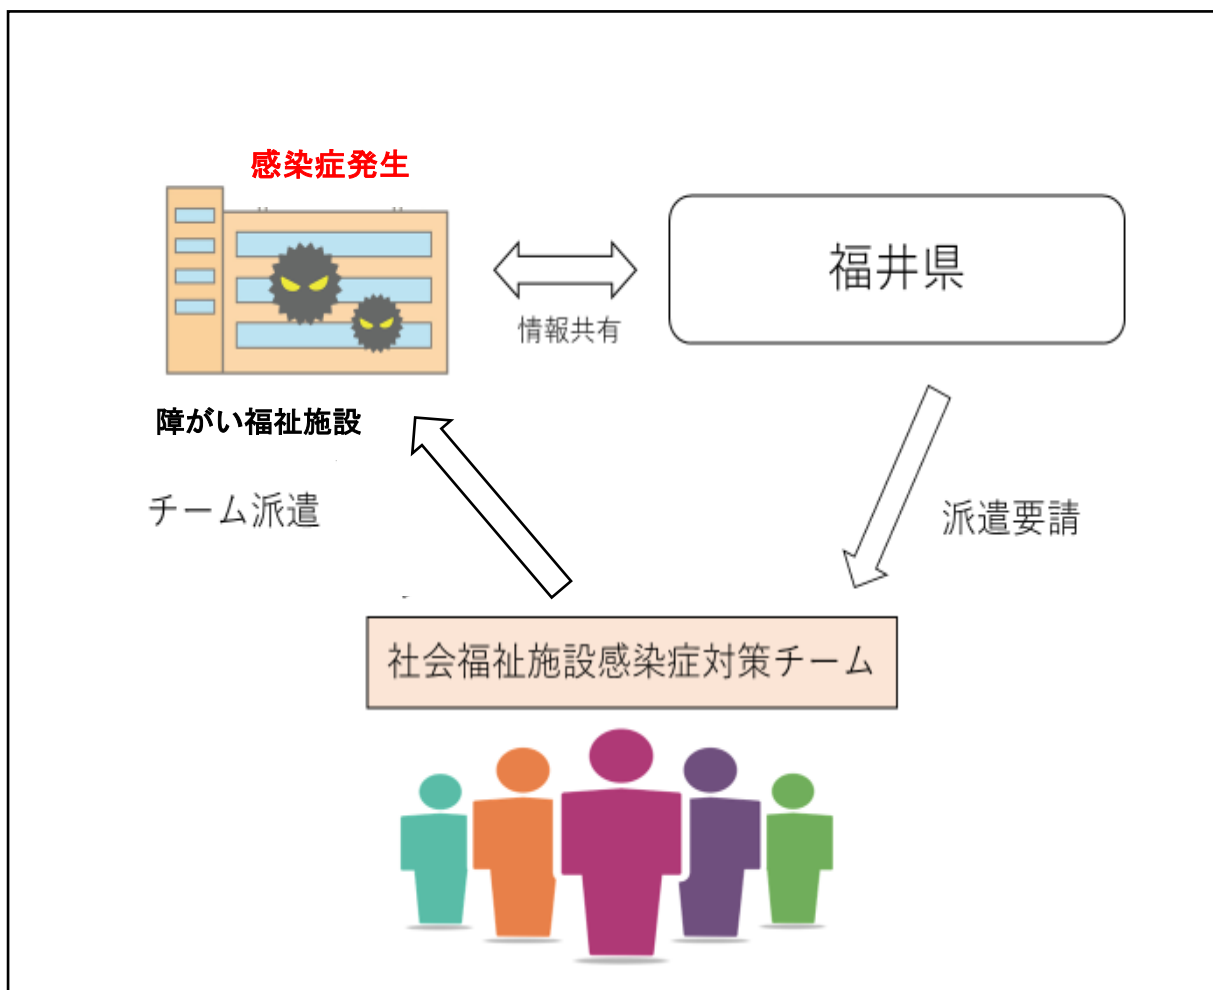 感染症発生
福井県
情報共有
障がい福祉施設
チーム派遣
派遣要請
社会福祉施設感染症対策チーム